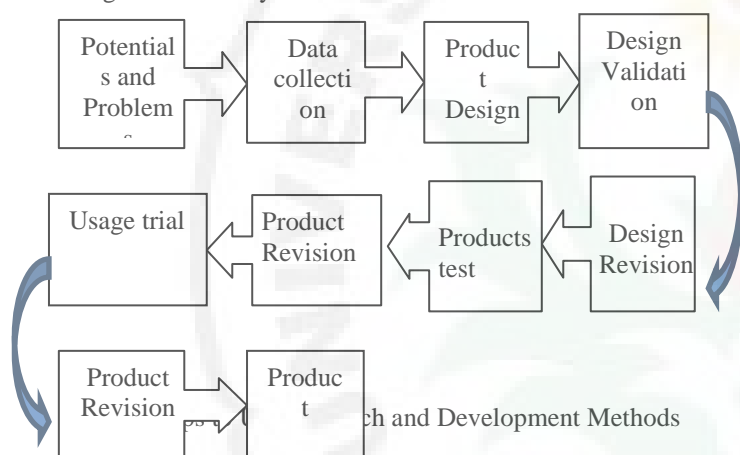 Potential
s and
Problem
s
Data
collecti
on
Produc
t
Design
Design
Validati
on
Usage trial
Product
Revision
Products
test
Design
Revision
Product
Revision
Produc
t
ch and Development Methods